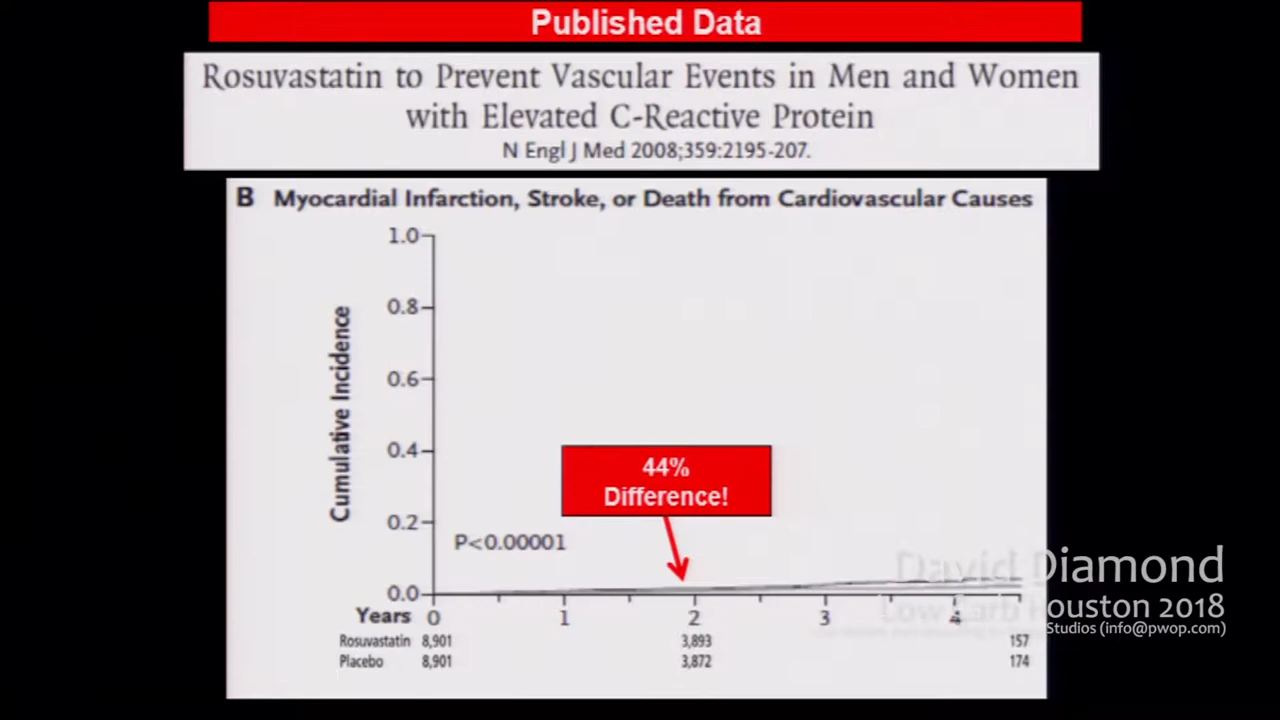 Published Data
Rosuvastatin to Prevent Vascular Events in Men and Women
with Elevated C-Reactive Protein
N Engl J Med 2008;359:2195-207.
B Myocardial Infarction, Stroke, or Death from Cardiovascular Causes
1.0
0.8
0.6
0.4
0.2
0.0
Cumulative Incidence
44%
Difference!
P<0.00001
Years 0 1 2 3 4
Rosuvastatin 8,901 3,893 157
Placebo 8,901 3,872 174
David Diamond
Low Carb Houston 2018
Studios (info@pwop.com)